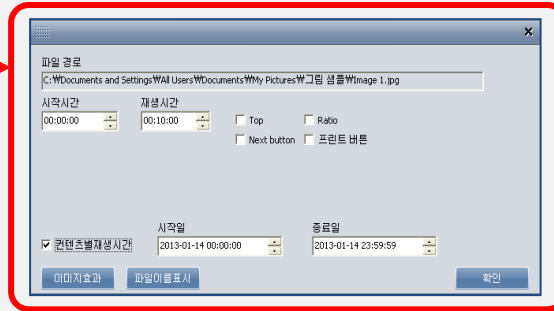 파일 경로
C:₩Documents and Settings₩All Users₩Documents₩My Pictures₩그림 샘플₩Image 1.jpg
시작시간 재생시간
00:00:00 00:10:00 Top Ratio
Next button 프린트 버튼
시작일 종료일
컨텐츠별재생시간 2013-01-14 00:00:00 2013-01-14 23:59:59
이미지효과 파일이름표시 확인